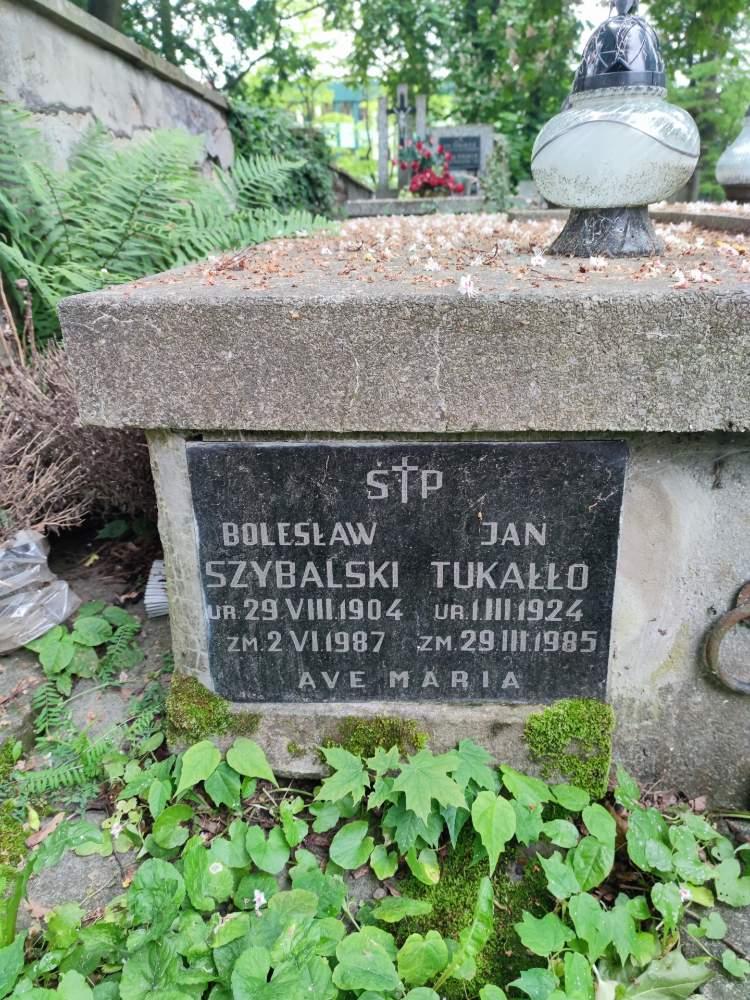 Ś†P
BOLESŁAW JAN
SZYBALSKI TUKAŁŁO
UR. 29.VIII.1904 UR. 1.III.1924
ZM. 2.VI.1987 ZM. 29.III.1985
AVE MARIA